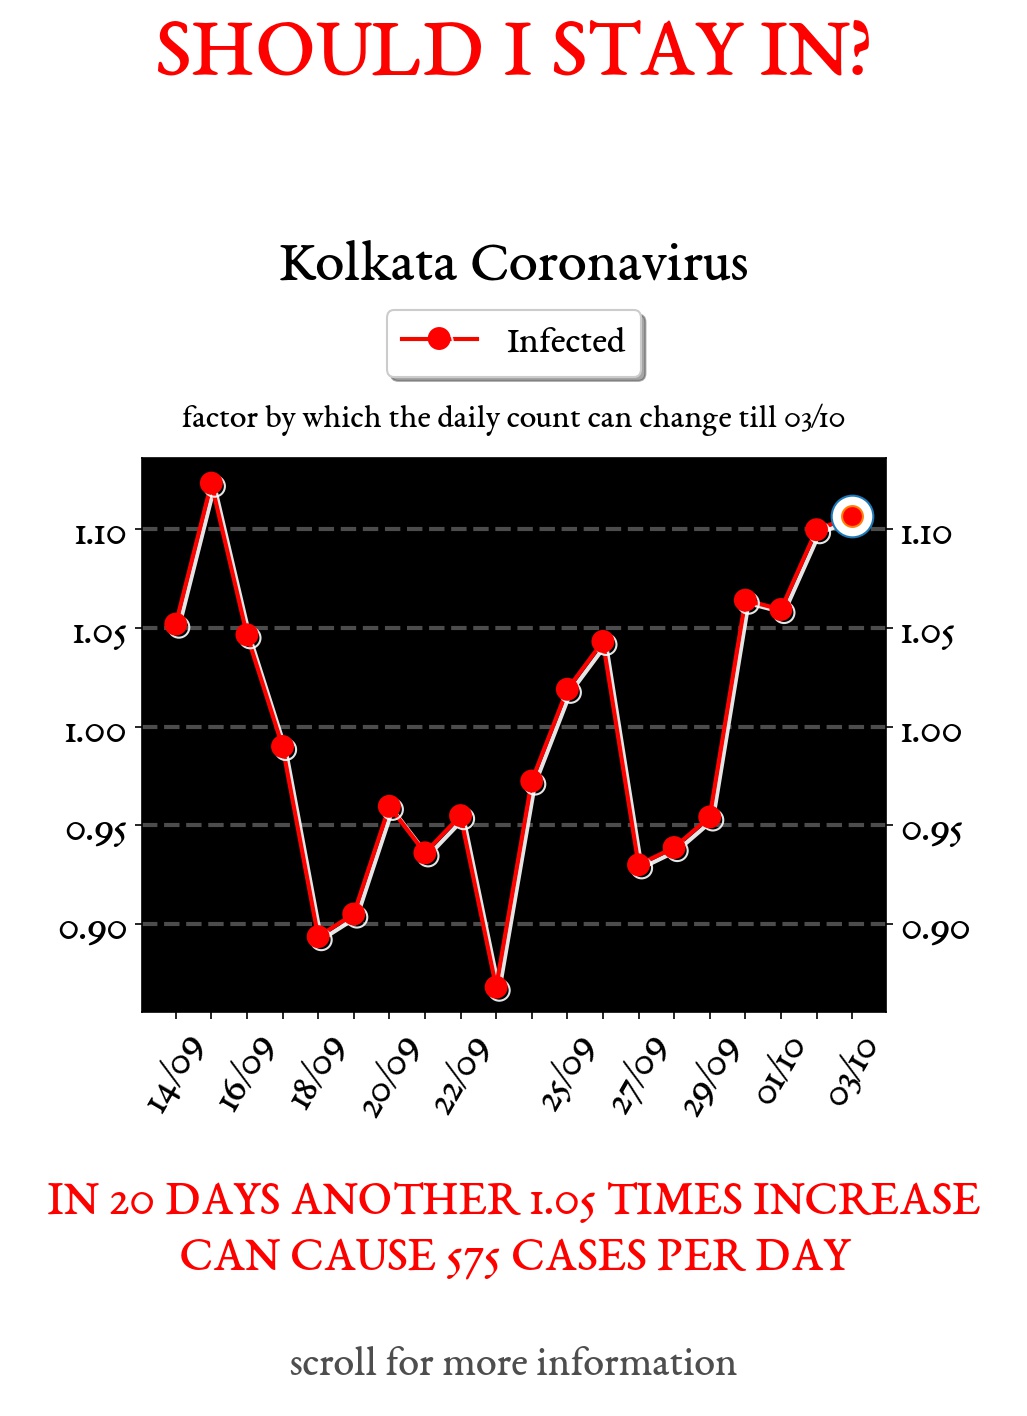 SHOULD I STAY IN?
Kolkata Coronavirus
Infected
factor by which the daily count can change till 03/10
1.10 1.10
1.05 1.05
1.00 1.00
0.95 0.95
0.90 0.90
14/09 16/09 18/09 20/09 22/09 25/09 27/09 29/09 01/10 03/10
IN 20 DAYS ANOTHER 1.05 TIMES INCREASE
CAN CAUSE 575 CASES PER DAY
scroll for more information